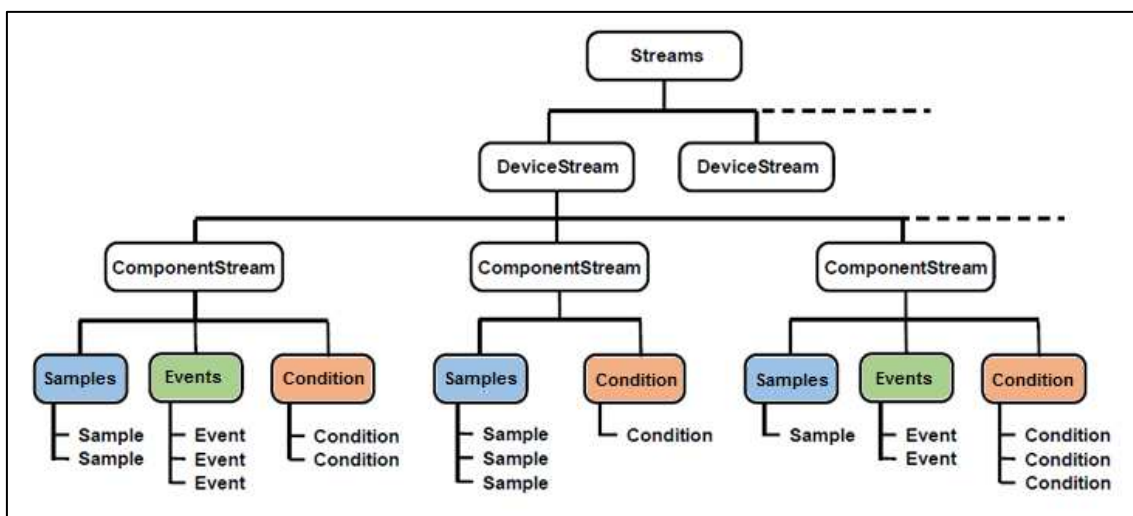 Streams
DeviceStream DeviceStream
ComponentStream ComponentStream ComponentStream
Samples Events Condition Samples Condition Samples Events Condition
Sample Event Condition Sample Condition Sample Event Condition
Sample Event Condition Sample Event Condition
Event Sample Condition